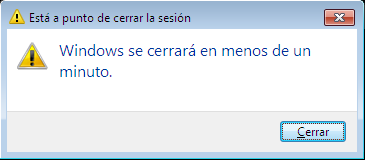 Está a punto de cerrar la sesión
Windows se cerrará en menos de un
minuto.
Cerrar